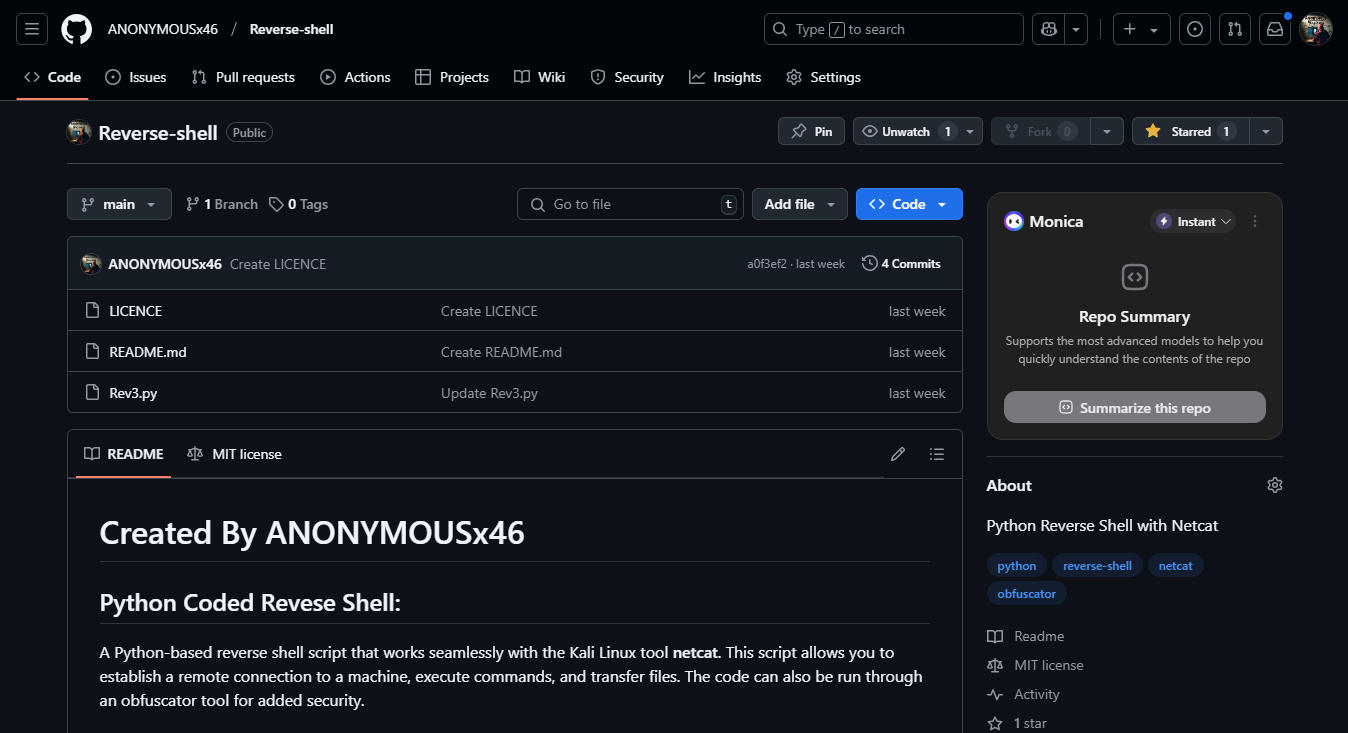 ANONYMOUSx46 / Reverse-shell
Type / to search
Code Issues Pull requests Actions Projects Wiki Security Insights Settings
Reverse-shell Public
Pin Unwatch 1 Fork 0 Starred 1
main 1 Branch 0 Tags Go to file t Add file Code
ANONYMOUSx46 Create LICENCE a0f3ef2 · last week 4 Commits
LICENCE Create LICENCE last week
README.md Create README.md last week
Rev3.py Update Rev3.py last week
README MIT license
Created By ANONYMOUSx46
Python Coded Revese Shell:
A Python-based reverse shell script that works seamlessly with the Kali Linux tool netcat. This script allows you to
establish a remote connection to a machine, execute commands, and transfer files. The code can also be run through
an obfuscator tool for added security.
Monica Instant
Repo Summary
Supports the most advanced models to help you
quickly understand the contents of the repo
Summarize this repo
About
Python Reverse Shell with Netcat
python reverse-shell netcat
obfuscator
Readme
MIT license
Activity
1 star